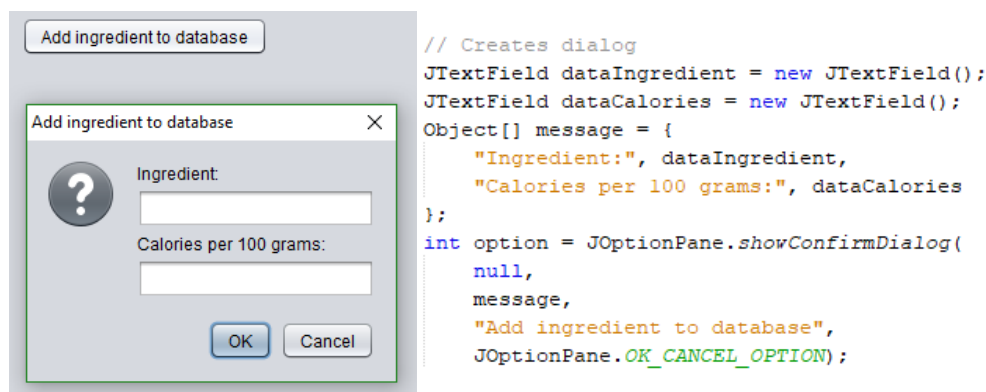 Add ingredient to database
Add ingredient to database
Ingredient:
Calories per 100 grams:
OK
Cancel
// Creates dialog
JTextField dataIngredient = new JTextField();
JTextField dataCalories = new JTextField();
Object[] message = {
    "Ingredient:", dataIngredient,
    "Calories per 100 grams:", dataCalories
};
int option = JOptionPane.showConfirmDialog(
    null,
    message,
    "Add ingredient to database",
    JOptionPane.OK_CANCEL_OPTION);